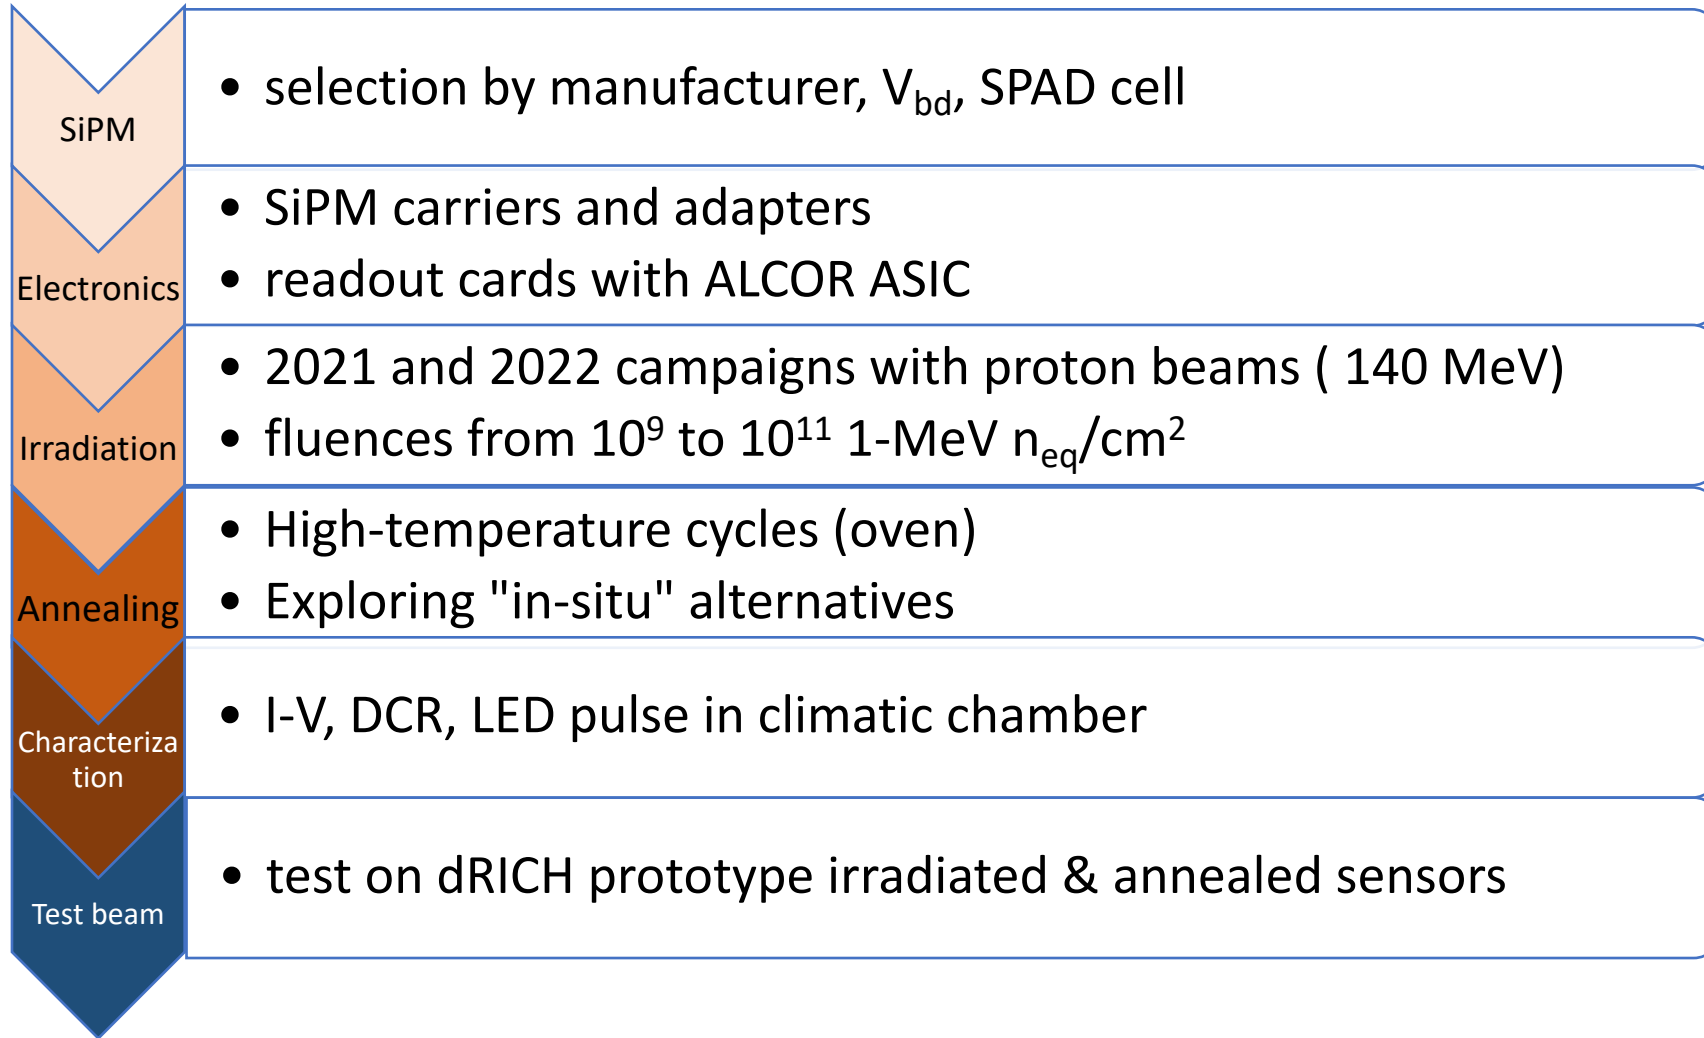 SiPM
• selection by manufacturer, V_bd, SPAD cell
Electronics
• SiPM carriers and adapters
• readout cards with ALCOR ASIC
Irradiation
• 2021 and 2022 campaigns with proton beams ( 140 MeV)
• fluences from 10⁹ to 10¹¹ 1-MeV n_eq/cm²
Annealing
• High-temperature cycles (oven)
• Exploring "in-situ" alternatives
Characteriza
tion
• I-V, DCR, LED pulse in climatic chamber
Test beam
• test on dRICH prototype irradiated & annealed sensors